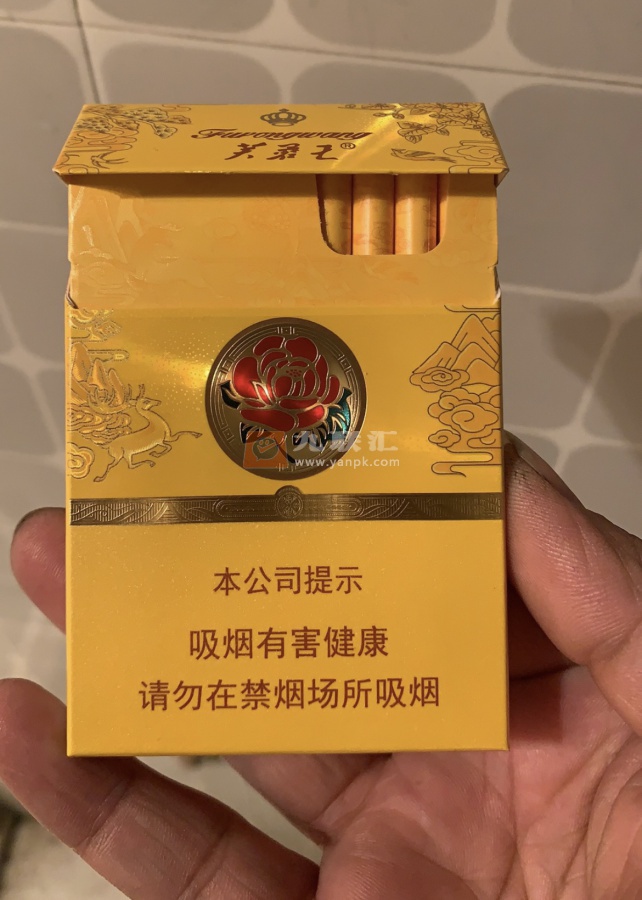 Furongwang
芙蓉王®
www.yanpk.com
本公司提示
吸烟有害健康
请勿在禁烟场所吸烟